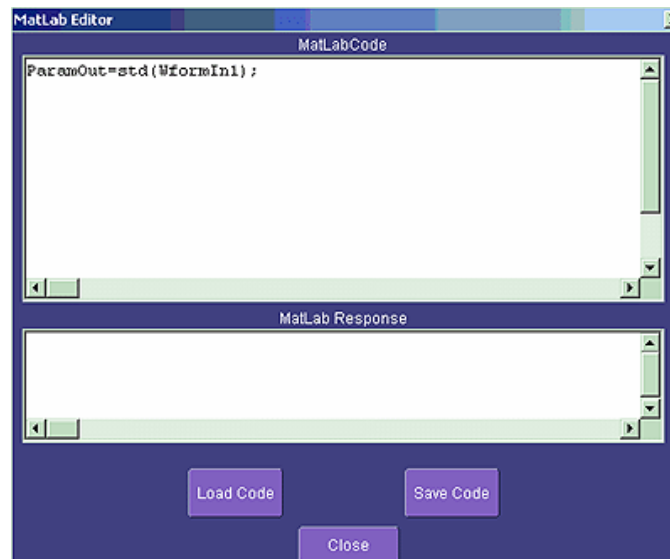 MatLab Editor
MatLabCode
ParamOut=std(WformIn1);
MatLab Response
Load Code
Save Code
Close